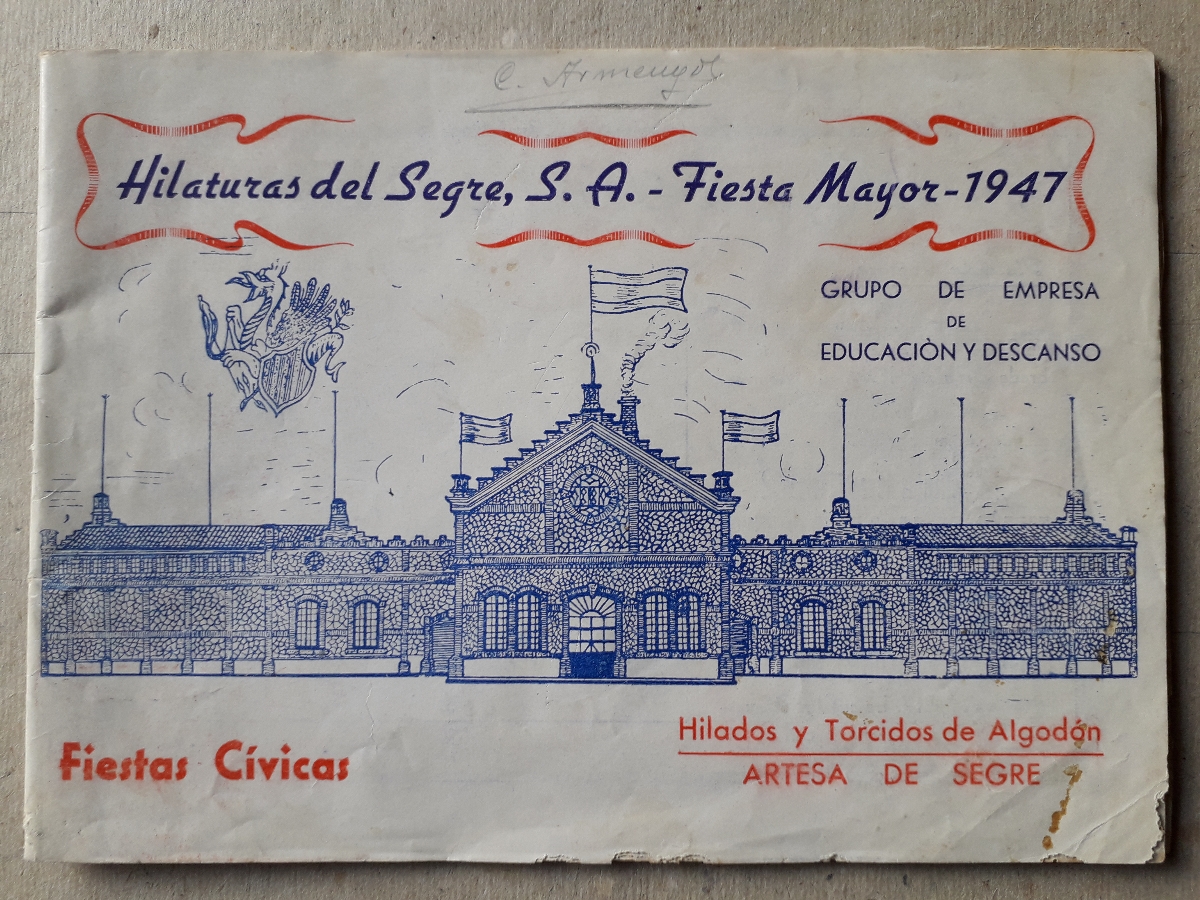 C. Armengol
Hilaturas del Segre, S. A. - Fiesta Mayor - 1947
GRUPO DE EMPRESA
DE
EDUCACIÒN Y DESCANSO
Fiestas Cívicas
Hilados y Torcidos de Algodón
ARTESA DE SEGRE